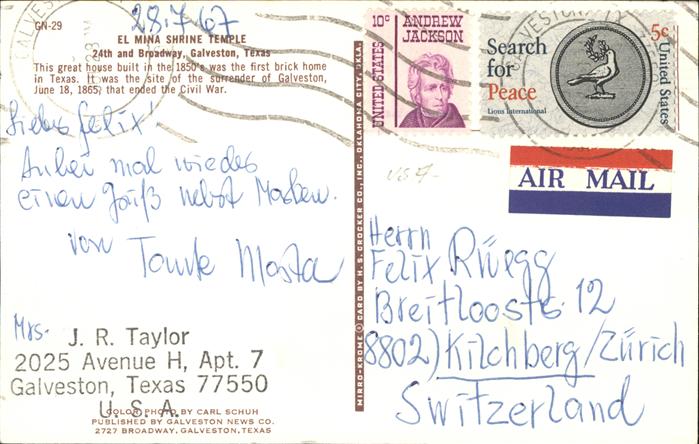 GN-29
28.7.67
EL MINA SHRINE TEMPLE
24th and Broadway, Galveston, Texas
This great house built in the 1850's was the first brick home
in Texas. It was the site of the surrender of Galveston,
June 18, 1865, that ended the Civil War.
Liebes Felix!
Anbei mal wieder
einen Gruß nebst Marken.
von Tante Marta
Mrs.
J. R. Taylor
2025 Avenue H, Apt. 7
Galveston, Texas 77550
U. S. A.
COLOR PHOTO BY CARL SCHUH
PUBLISHED BY GALVESTON NEWS CO.
2727 BROADWAY, GALVESTON, TEXAS
MIRRO-KROME ® CARD BY H. S. CROCKER CO., INC., OKLAHOMA CITY, OKLA.
10c ANDREW
JACKSON
UNITED STATES
Search
for
Peace
Lions International
5c
United States
AIR MAIL
Herrn
Felix Rüegg
Breitloostr. 12
8802) Kilchberg/Zürich
Switzerland